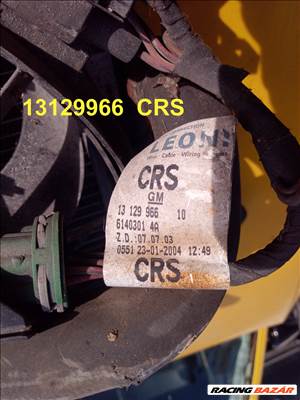 13129966 CRS
LEONI
Cable - Wiring
CRS
GM
13 129 966 10
6140301 4A
Z.D.:07.07.03
0551 23-01-2004 12:49
CRS
RACING BAZÁR